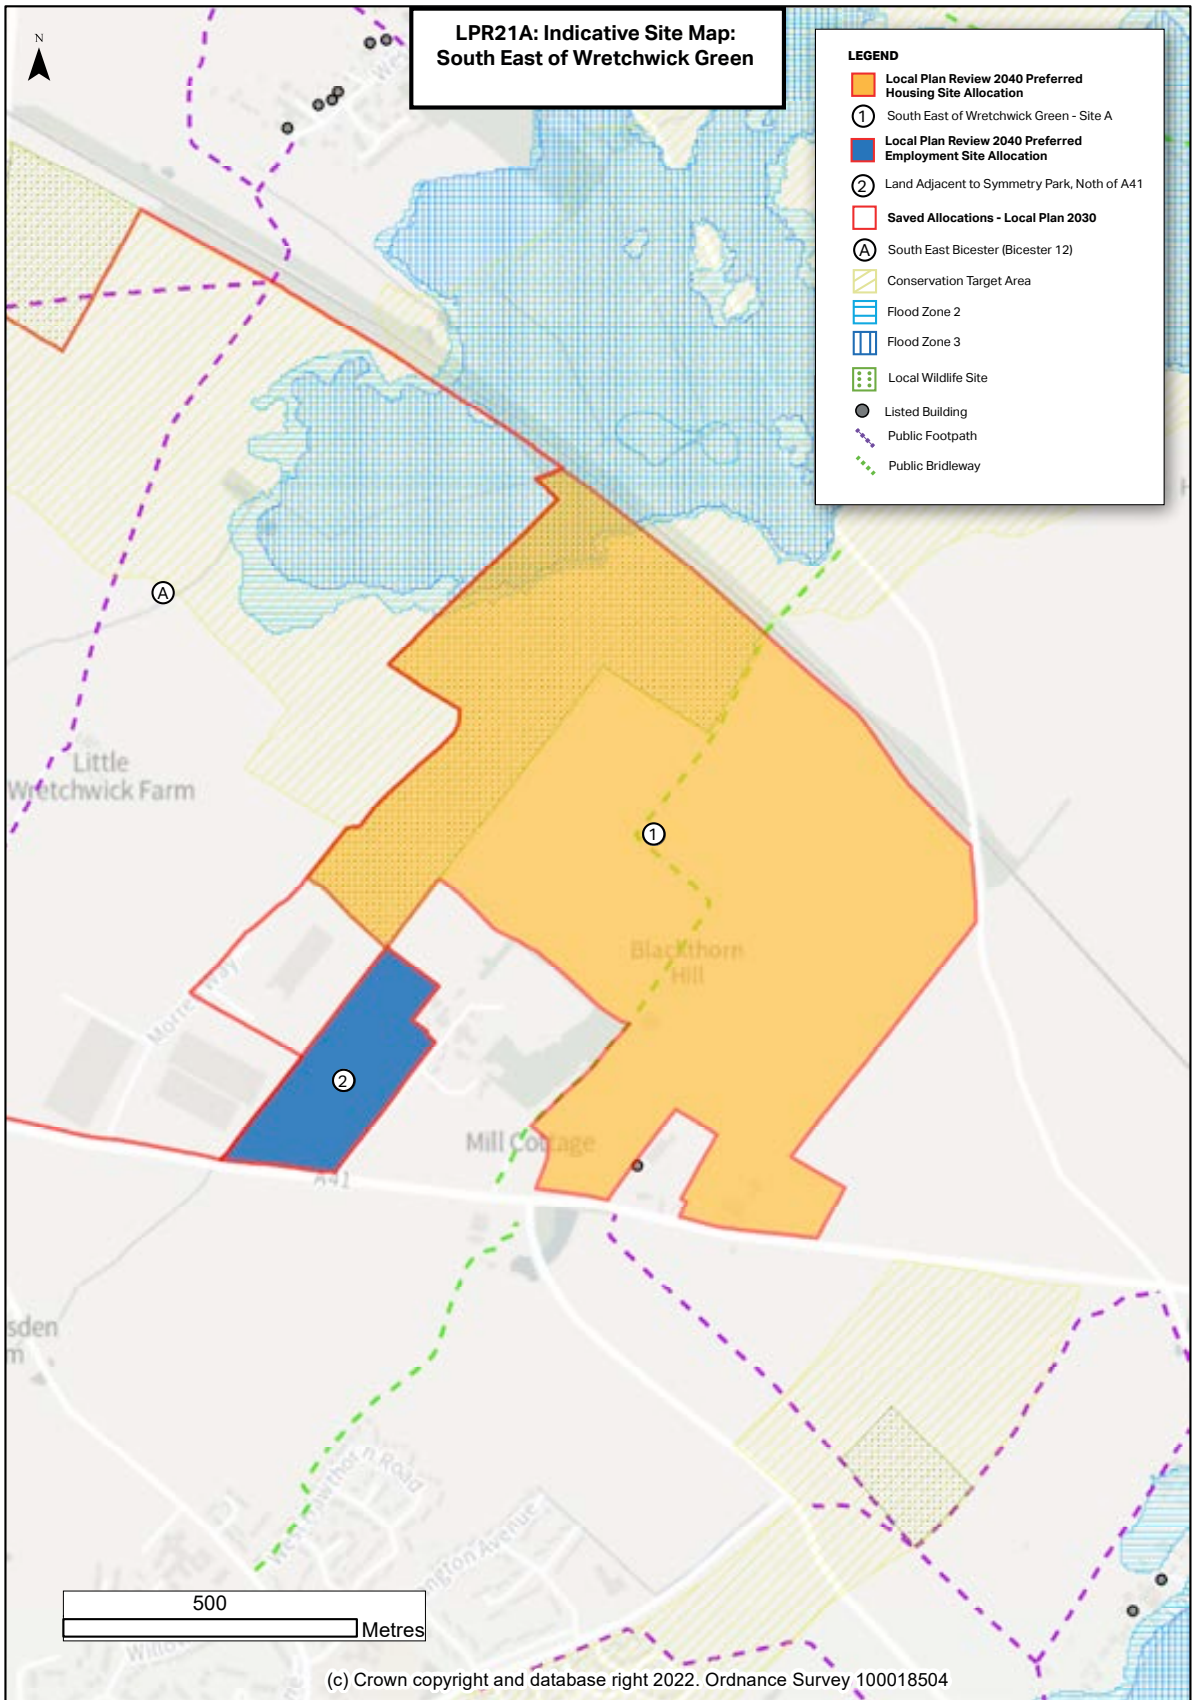 LPR21A: Indicative Site Map:
South East of Wretchwick Green
N
LEGEND
Local Plan Review 2040 Preferred
Housing Site Allocation
1 South East of Wretchwick Green - Site A
Local Plan Review 2040 Preferred
Employment Site Allocation
2 Land Adjacent to Symmetry Park, Noth of A41
Saved Allocations - Local Plan 2030
A South East Bicester (Bicester 12)
Conservation Target Area
Flood Zone 2
Flood Zone 3
Local Wildlife Site
Listed Building
Public Footpath
Public Bridleway
A
Little
Wretchwick Farm
1
Blackthorn
Hill
2
Mill Cottage
A41
sden
m
ngton Avenue
500
Metres
(c) Crown copyright and database right 2022. Ordnance Survey 100018504